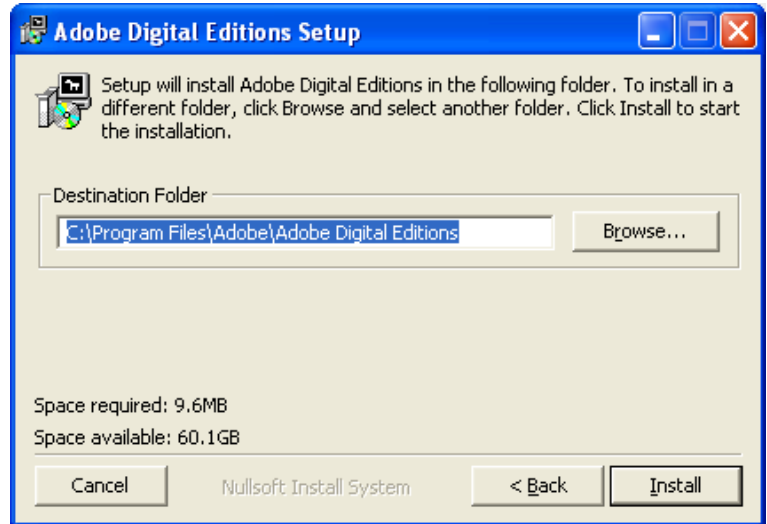 Adobe Digital Editions Setup
Setup will install Adobe Digital Editions in the following folder. To install in a
different folder, click Browse and select another folder. Click Install to start
the installation.
Destination Folder
C:\Program Files\Adobe\Adobe Digital Editions
Browse...
Space required: 9.6MB
Space available: 60.1GB
Cancel
Nullsoft Install System
< Back
Install